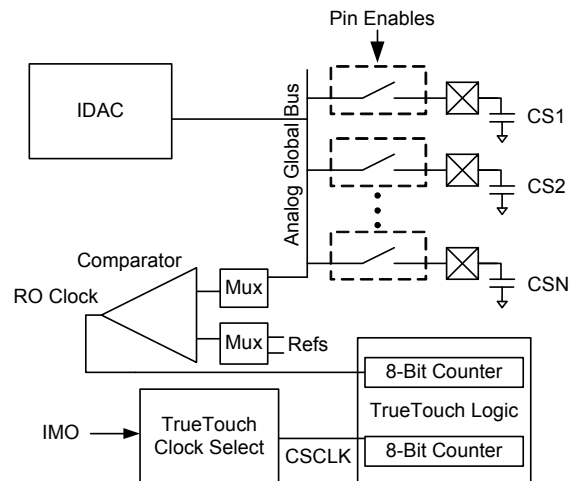 Pin Enables
IDAC
Analog Global Bus
CS1
CS2
CSN
Comparator
Mux
RO Clock
Mux
Refs
8-Bit Counter
TrueTouch Logic
8-Bit Counter
IMO
TrueTouch
Clock Select
CSCLK